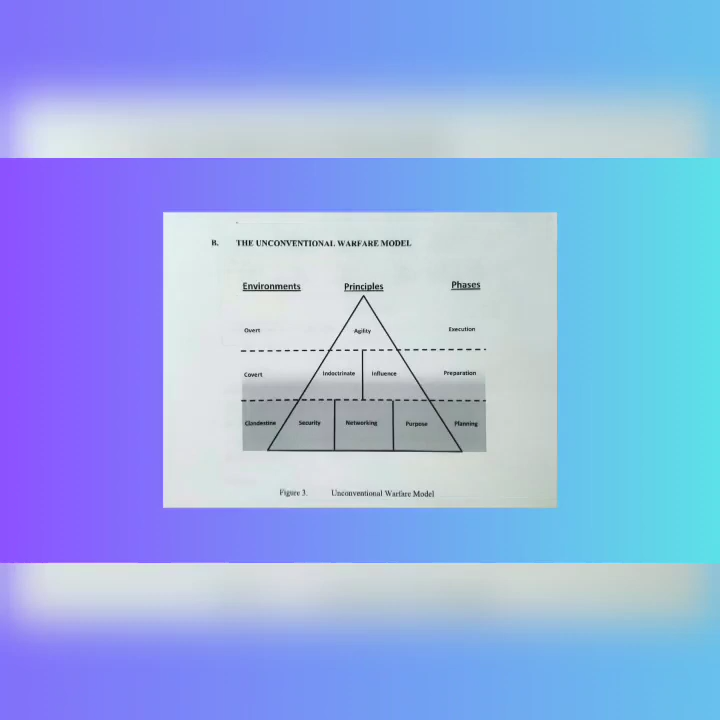 B. THE UNCONVENTIONAL WARFARE MODEL
Environments Principles Phases
Overt Agility Execution
Covert Indoctrinate Influence Preparation
Clandestine Security Networking Purpose Planning
Figure 3. Unconventional Warfare Model